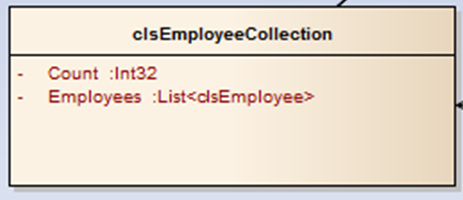 clsEmployeeCollection
- Count :Int32
- Employees :List<clsEmployee>